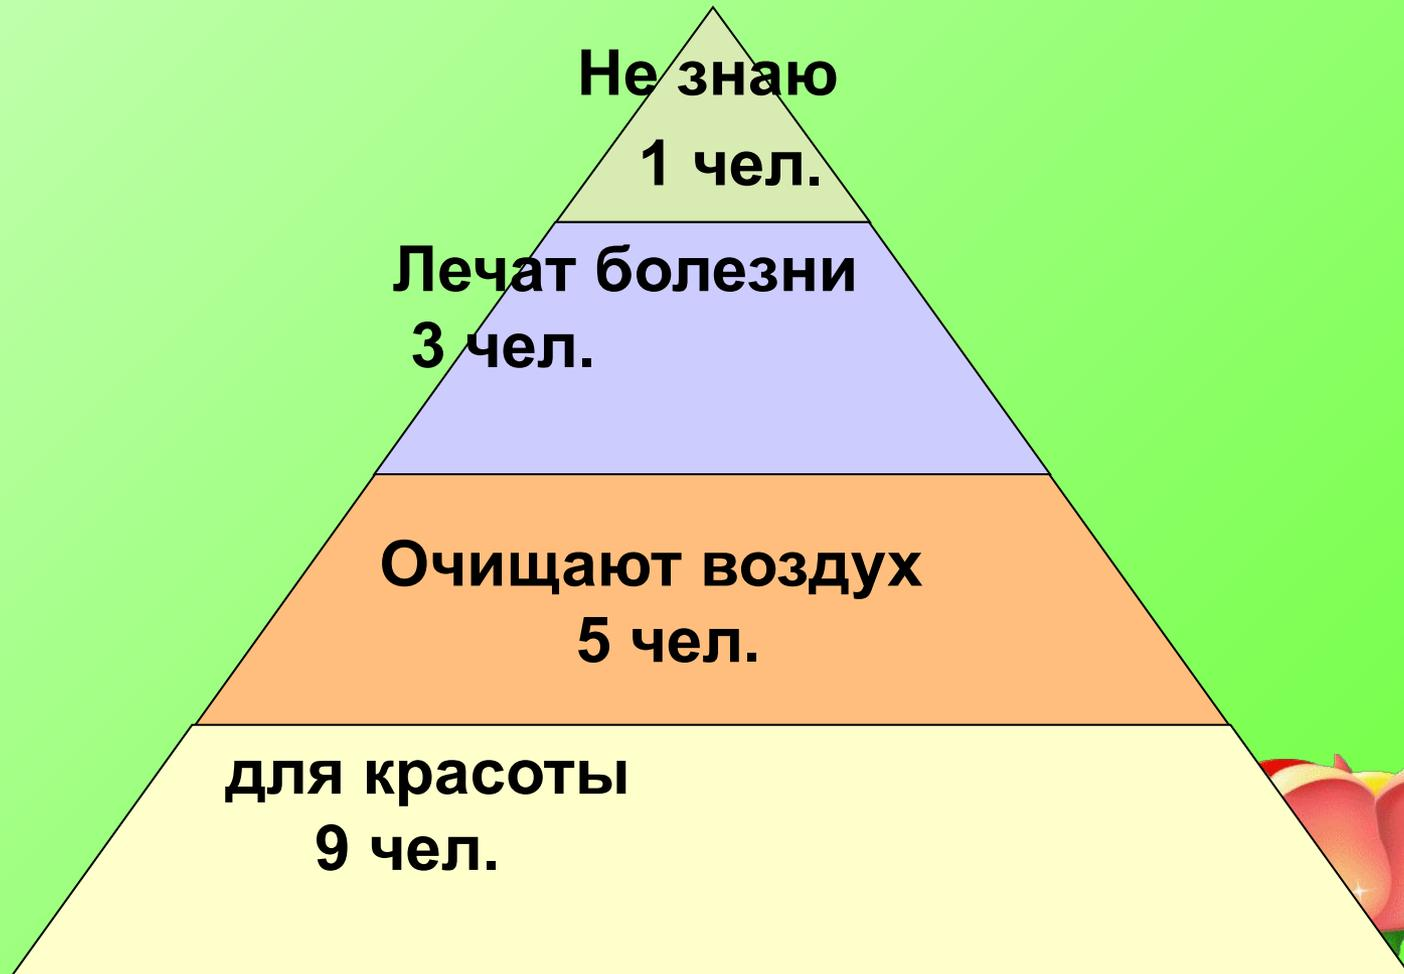 Не знаю
1 чел.
Лечат болезни
3 чел.
Очищают воздух
5 чел.
для красоты
9 чел.